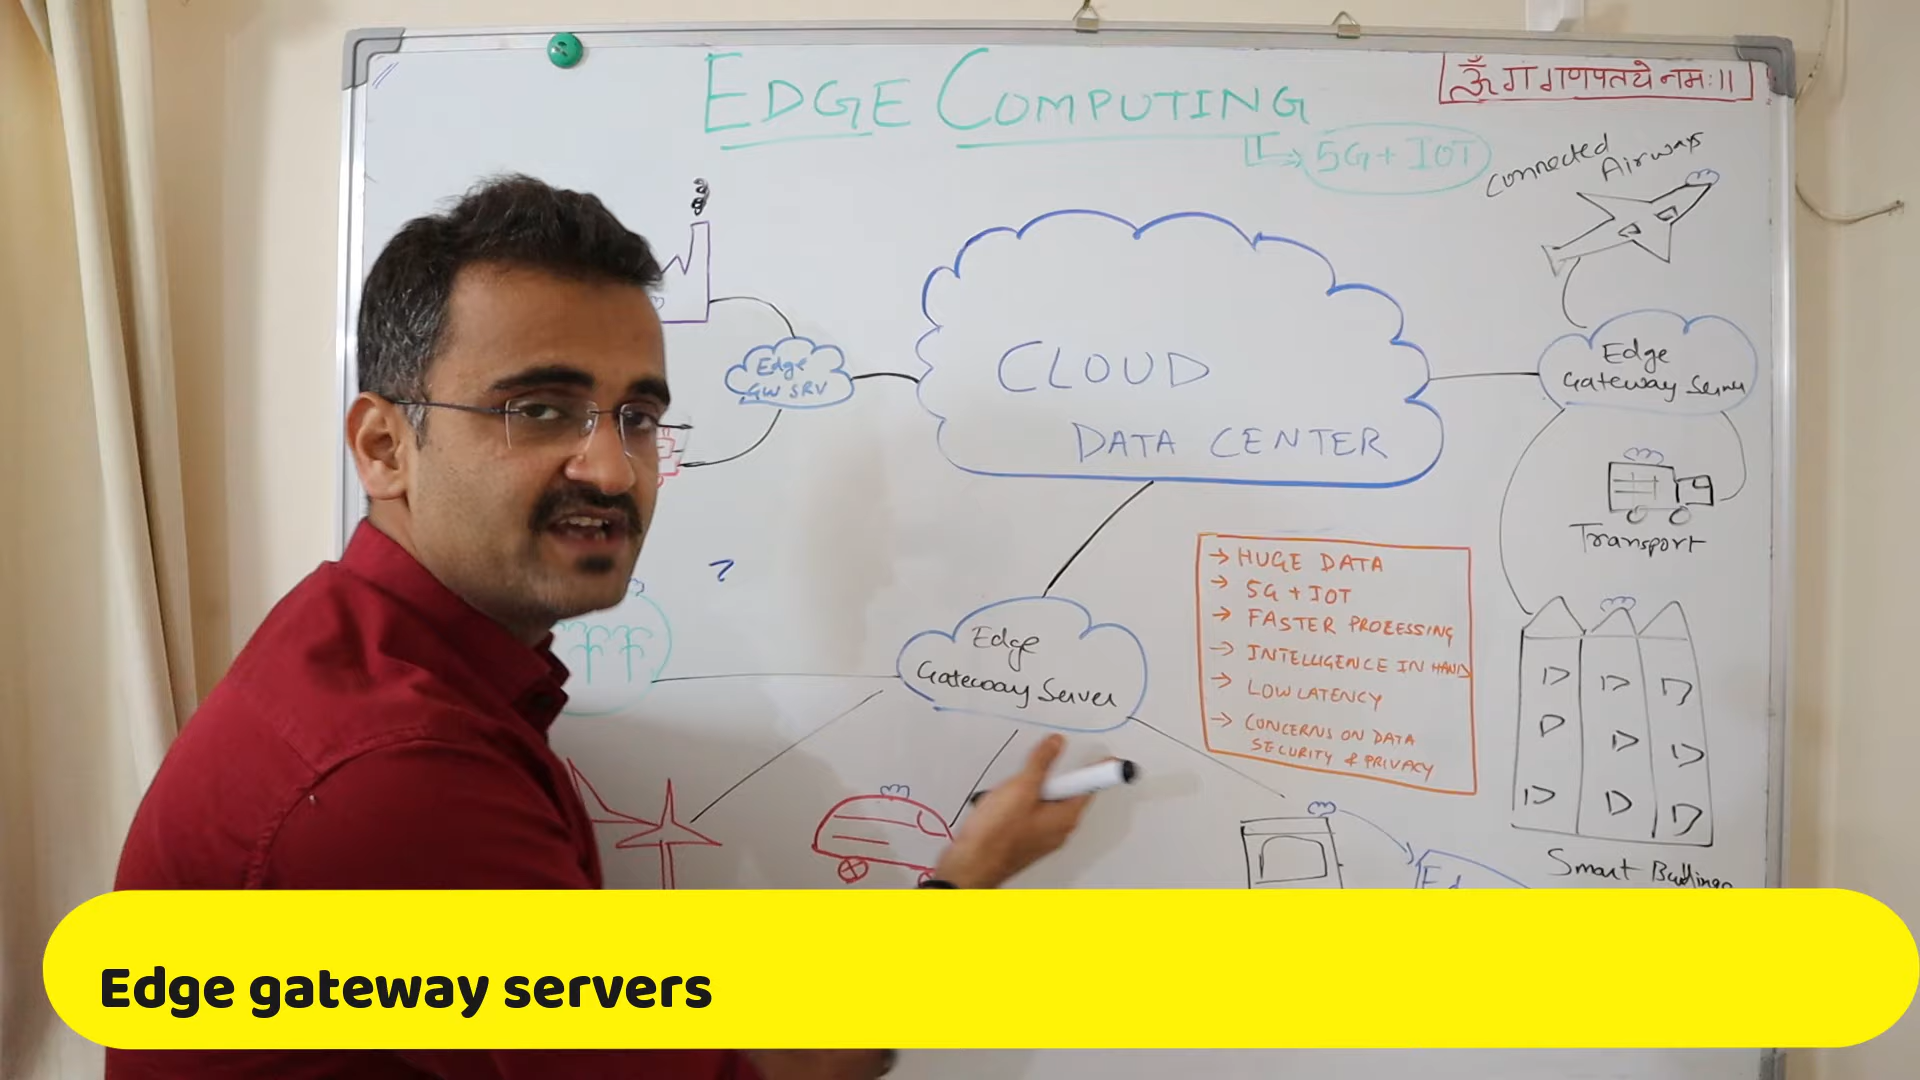 EDGE COMPUTING
ॐ गं गणपतये नमः॥
5G + IOT
Connected
Airways
Edge
GW SRV
CLOUD
DATA CENTER
Edge
Gateway
Transport
→ HUGE DATA
→ 5G + IOT
→ FASTER PROCESSING
→ INTELLIGENCE IN HAND
→ LOW LATENCY
→ CONCERNS ON DATA
SECURITY & PRIVACY
Edge
Gateway Server
Smart Buildings
Edge gateway servers